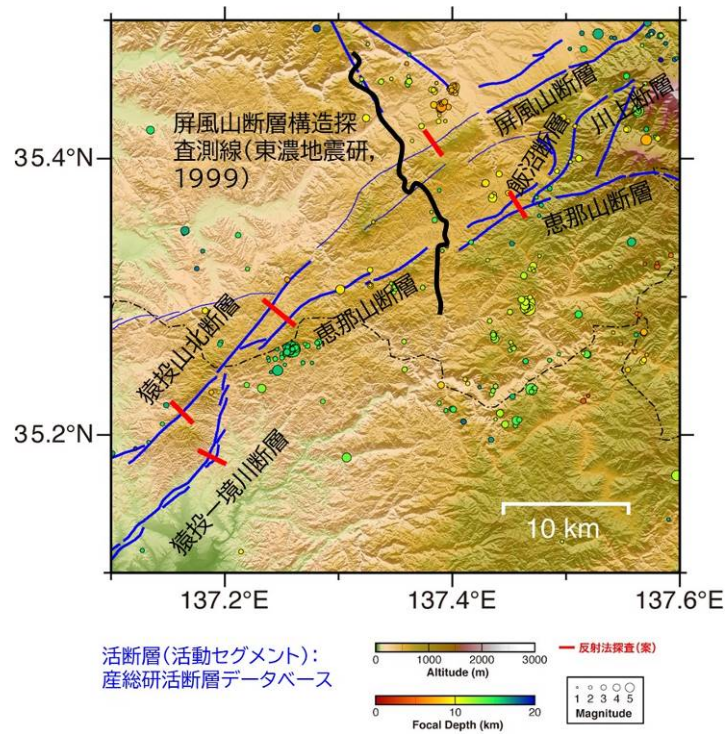 屏風山断層構造探
査測線(東濃地震研,
1999)
屏風山断層
川上断層
飯沼断層
恵那山断層
恵那山断層
猿投山北断層
猿投ー境川断層
35.4°N
35.2°N
10 km
137.2°E
137.4°E
137.6°E
活断層(活動セグメント):
産総研活断層データベース
0 1000 2000 3000
Altitude (m)
0 10 20
Focal Depth (km)
反射法探査(案)
1 2 3 4 5
Magnitude